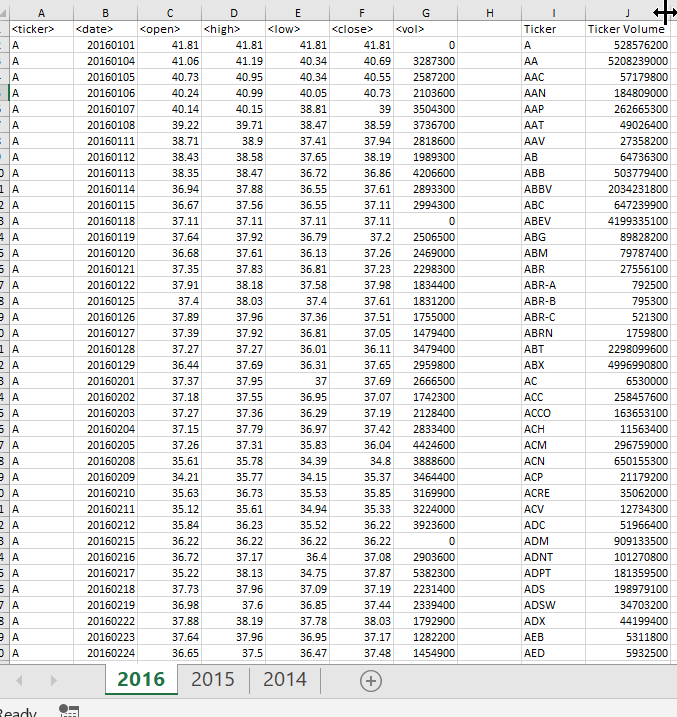 A B C D E F G H I J
<ticker> <date> <open> <high> <low> <close> <vol> Ticker Ticker Volume
A 20160101 41.81 41.81 41.81 41.81 0 A 528576200
A 20160104 41.06 41.19 40.34 40.69 3287300 AA 5208239000
A 20160105 40.73 40.95 40.34 40.55 2587200 AAC 57179800
A 20160106 40.24 40.99 40.05 40.73 2103600 AAN 184809000
A 20160107 40.14 40.15 38.81 39 3504300 AAP 262665300
A 20160108 39.22 39.71 38.47 38.59 3736700 AAT 49026400
A 20160111 38.71 38.9 37.41 37.94 2818600 AAV 27358200
A 20160112 38.43 38.58 37.65 38.19 1989300 AB 64736300
A 20160113 38.35 38.47 36.72 36.86 4206600 ABB 503779400
A 20160114 36.94 37.88 36.55 37.61 2893300 ABBV 2034231800
A 20160115 36.67 37.56 36.55 37.11 2994300 ABC 647239900
A 20160118 37.11 37.11 37.11 37.11 0 ABEV 4199335100
A 20160119 37.64 37.92 36.79 37.2 2506500 ABG 89828200
A 20160120 36.68 37.61 36.13 37.26 2469000 ABM 79787400
A 20160121 37.35 37.83 36.81 37.23 2298300 ABR 27556100
A 20160122 37.91 38.18 37.58 37.98 1834400 ABR-A 792500
A 20160125 37.4 38.03 37.4 37.61 1831200 ABR-B 795300
A 20160126 37.89 37.96 37.36 37.51 1755000 ABR-C 521300
A 20160127 37.39 37.92 36.81 37.05 1479400 ABRN 1759800
A 20160128 37.27 37.27 36.01 36.11 3479400 ABT 2298099600
A 20160129 36.44 37.69 36.31 37.65 2959800 ABX 4996990800
A 20160201 37.37 37.95 37 37.69 2666500 AC 6530000
A 20160202 37.18 37.55 36.95 37.07 1742300 ACC 258457600
A 20160203 37.27 37.36 36.29 37.19 2128400 ACCO 163653100
A 20160204 37.15 37.79 36.97 37.42 2833400 ACH 11563400
A 20160205 37.26 37.31 35.83 36.04 4424600 ACM 296759000
A 20160208 35.61 35.78 34.39 34.8 3888600 ACN 650155300
A 20160209 34.21 35.77 34.15 35.37 3464400 ACP 21179200
A 20160210 35.63 36.73 35.53 35.85 3169900 ACRE 35062000
A 20160211 35.12 35.61 34.94 35.33 3224000 ACV 12734300
A 20160212 35.84 36.23 35.52 36.22 3923600 ADC 51966400
A 20160215 36.22 36.22 36.22 36.22 0 ADM 909133500
A 20160216 36.72 37.17 36.4 37.08 2903600 ADNT 101270800
A 20160217 35.22 38.13 34.75 37.87 5382300 ADPT 181359500
A 20160218 37.73 37.96 37.09 37.19 2231400 ADS 198979100
A 20160219 36.98 37.6 36.85 37.44 2339400 ADSW 34703200
A 20160222 37.88 38.19 37.78 38.03 1792900 ADX 44199400
A 20160223 37.64 37.96 36.95 37.17 1282200 AEB 5311800
A 20160224 36.65 37.5 36.47 37.48 1454900 AED 5932500
2016 2015 2014
Ready